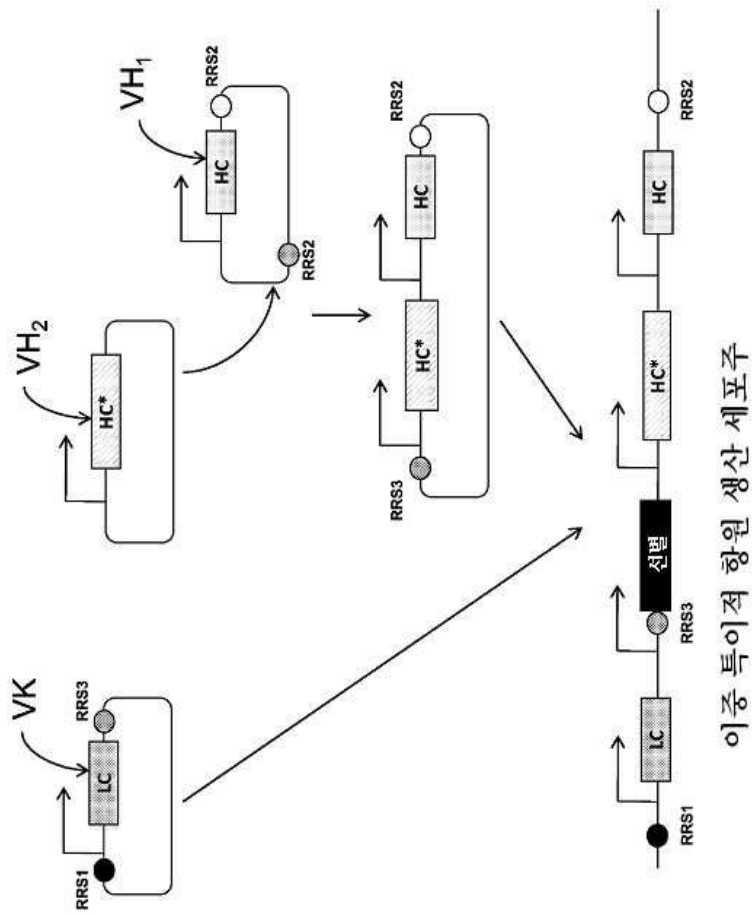 VK
VH₂
VH₁
RRS1
LC
RRS3
HC*
HC
RRS2
RRS2
RRS3
HC*
HC
RRS2
RRS1
LC
RRS3
선별
HC*
HC
RRS2
이중 특이적 항원 생산 세포주